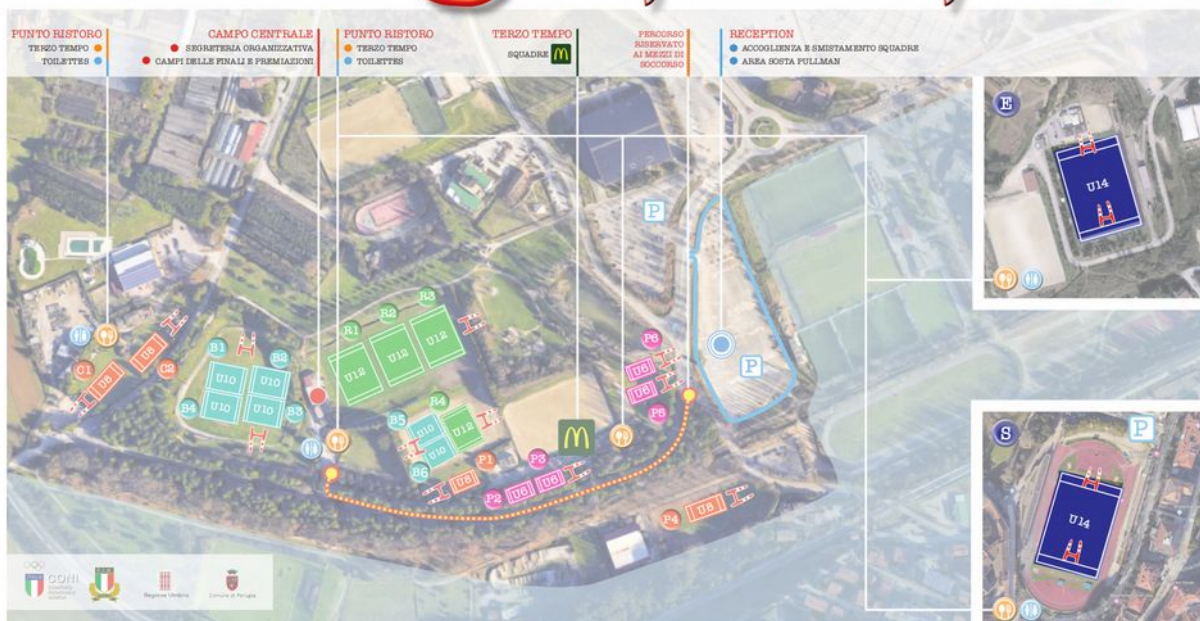 PUNTO RISTORO
TERZO TEMPO
TOILETTES
CAMPO CENTRALE
SEGRETERIA ORGANIZZATIVA
CAMPI DELLE FINALI E PREMIAZIONI
PUNTO RISTORO
TERZO TEMPO
TOILETTES
TERZO TEMPO
SQUADRE
PERCORSO
RISERVATO
AI MEZZI DI
SOCCORSO
RECEPTION
ACCOGLIENZA E SMISTAMENTO SQUADRE
AREA SOSTA PULLMAN
E
U14
P
R3
R2
R1
U12
U12
U12
P6
U6
U6
P5
P
C1
U8
U8
C2
B1
B2
U10
U10
U10
U10
B4
B3
R4
B5
U10
U12
U10
B6
P1
U8
P3
P2
U6
U6
P4
U8
S
P
U14
CONI
Regione Umbria
Comune di Perugia